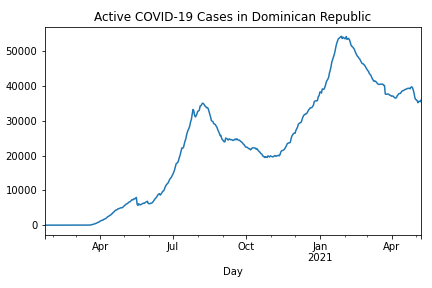 Active COVID-19 Cases in Dominican Republic
50000
40000
30000
20000
10000
0
Apr Jul Oct Jan Apr
2021
Day